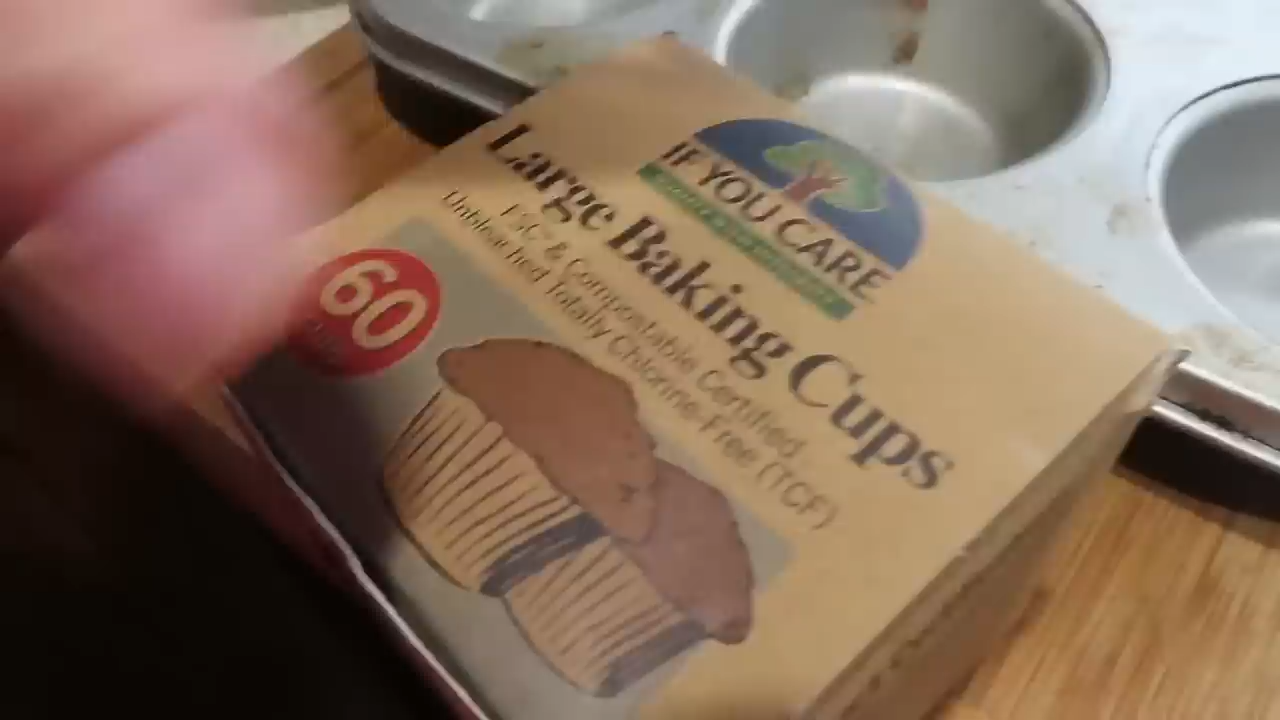 IF YOU CARE
Large Baking Cups
FSC & Compostable Certified
Unbleached Totally Chlorine-Free (TCF)
60